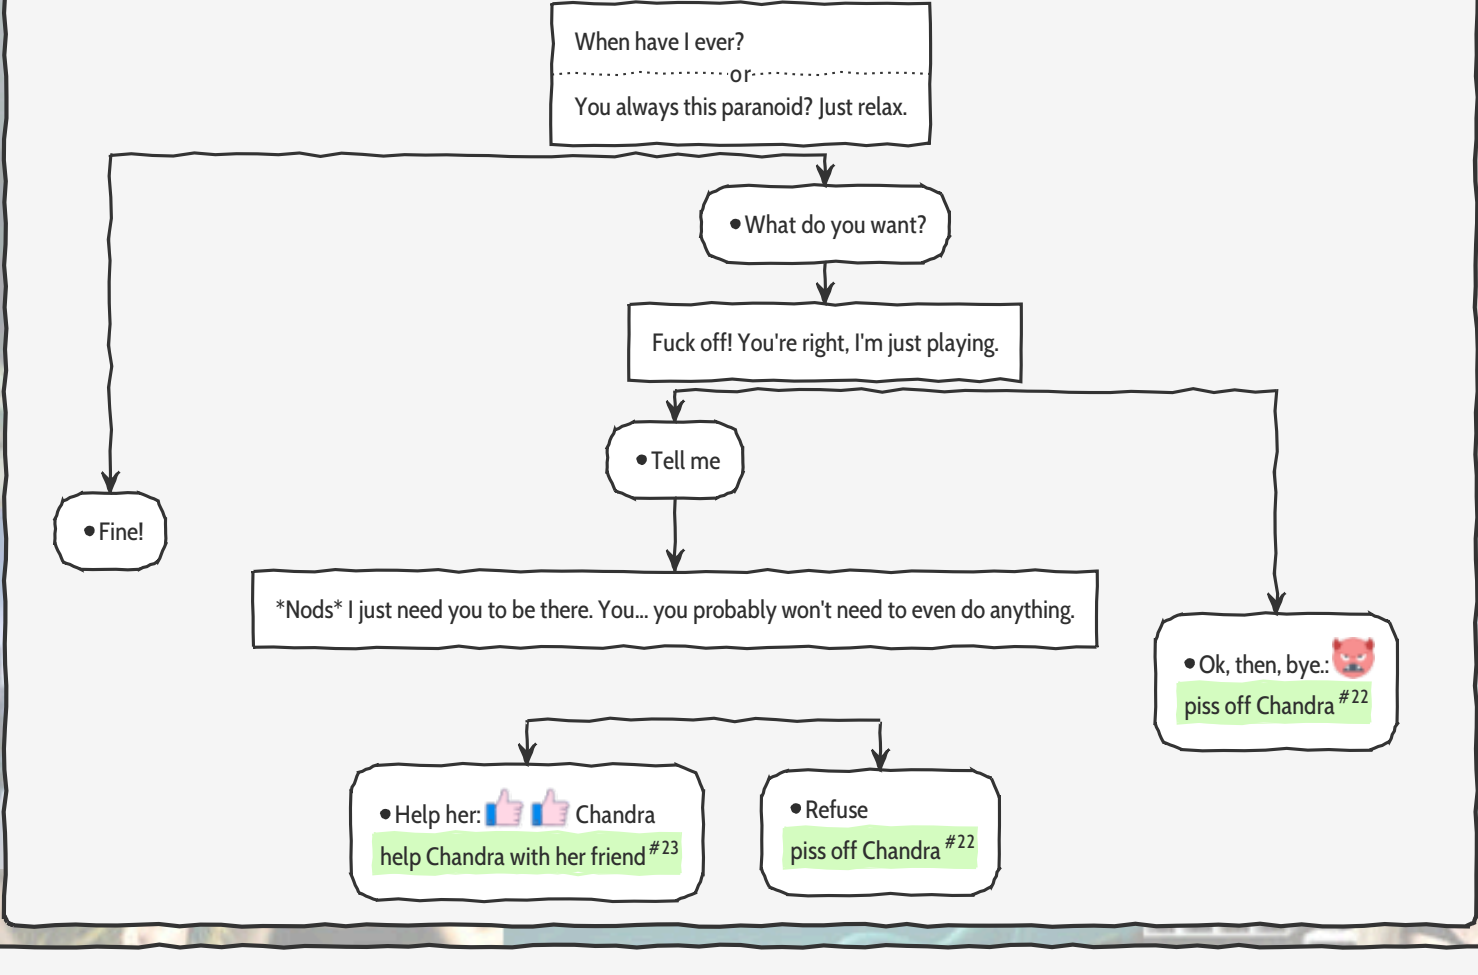 When have I ever?
or
You always this paranoid? Just relax.
•What do you want?
Fuck off! You're right, I'm just playing.
•Tell me
•Fine!
*Nods* I just need you to be there. You... you probably won't need to even do anything.
•Ok, then, bye.:
piss off Chandra #22
•Help her: Chandra
help Chandra with her friend #23
•Refuse
piss off Chandra #22